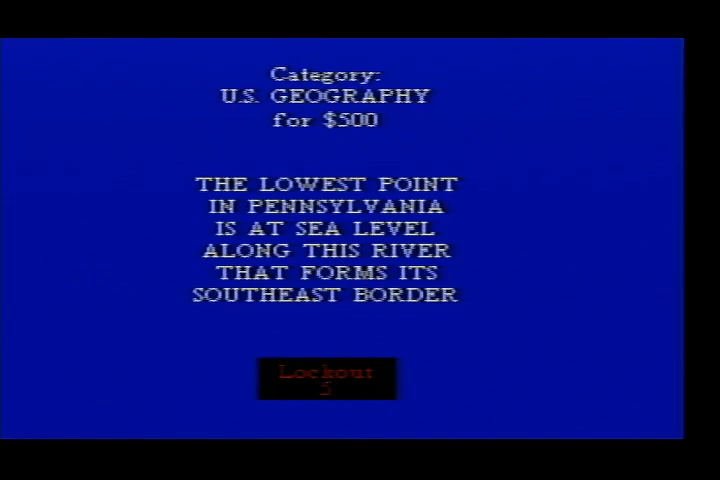 Category:
U.S. GEOGRAPHY
for $500
THE LOWEST POINT
IN PENNSYLVANIA
IS AT SEA LEVEL
ALONG THIS RIVER
THAT FORMS ITS
SOUTHEAST BORDER
Lockout
5